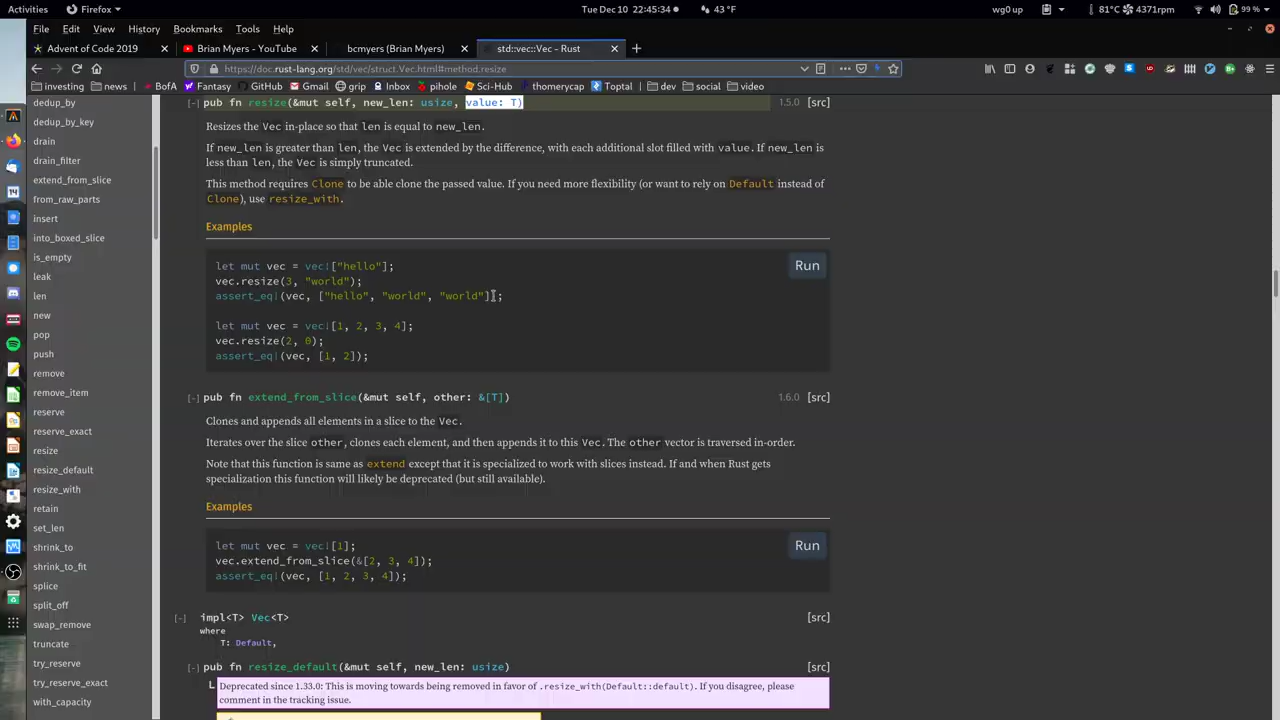 Activities Firefox Tue Dec 10 22:45:34 43 °F wg0 up 81°C 4371rpm 99 %
File Edit View History Bookmarks Tools Help
Advent of Code 2019 Brian Myers - YouTube bcmyers (Brian Myers) std::vec::Vec - Rust
https://doc.rust-lang.org/std/vec/struct.Vec.html#method.resize
investing news BofA Fantasy GitHub Gmail grip Index Linkedin pihole Sci-Hub thomerycap Toptal dev social video
dedup_by
dedup_by_key
drain
drain_filter
extend_from_slice
from_raw_parts
insert
into_boxed_slice
is_empty
leak
len
new
pop
push
remove
remove_item
reserve
reserve_exact
resize
resize_default
resize_with
retain
set_len
shrink_to
shrink_to_fit
splice
split_off
swap_remove
truncate
try_reserve
try_reserve_exact
with_capacity
[-] pub fn resize(&mut self, new_len: usize, value: T) 1.5.0 [src]
Resizes the Vec in-place so that len is equal to new_len.
If new_len is greater than len, the Vec is extended by the difference, with each additional slot filled with value. If new_len is
less than len, the Vec is simply truncated.
This method requires Clone to be able clone the passed value. If you need more flexibility (or want to rely on Default instead of
Clone), use resize_with.
Examples
Run
let mut vec = vec!["hello"];
vec.resize(3, "world");
assert_eq!(vec, ["hello", "world", "world"]);
let mut vec = vec![1, 2, 3, 4];
vec.resize(2, 0);
assert_eq!(vec, [1, 2]);
[-] pub fn extend_from_slice(&mut self, other: &[T]) 1.6.0 [src]
Clones and appends all elements in a slice to the Vec.
Iterates over the slice other, clones each element, and then appends it to this Vec. The other vector is traversed in-order.
Note that this function is same as extend except that it is specialized to work with slices instead. If and when Rust gets
specialization this function will likely be deprecated (but still available).
Examples
Run
let mut vec = vec![1];
vec.extend_from_slice(&[2, 3, 4]);
assert_eq!(vec, [1, 2, 3, 4]);
[-] impl<T> Vec<T> [src]
where
T: Default,
[-] pub fn resize_default(&mut self, new_len: usize) [src]
Deprecated since 1.33.0: This is moving towards being removed in favor of .resize_with(Default::default). If you disagree, please
comment in the tracking issue.